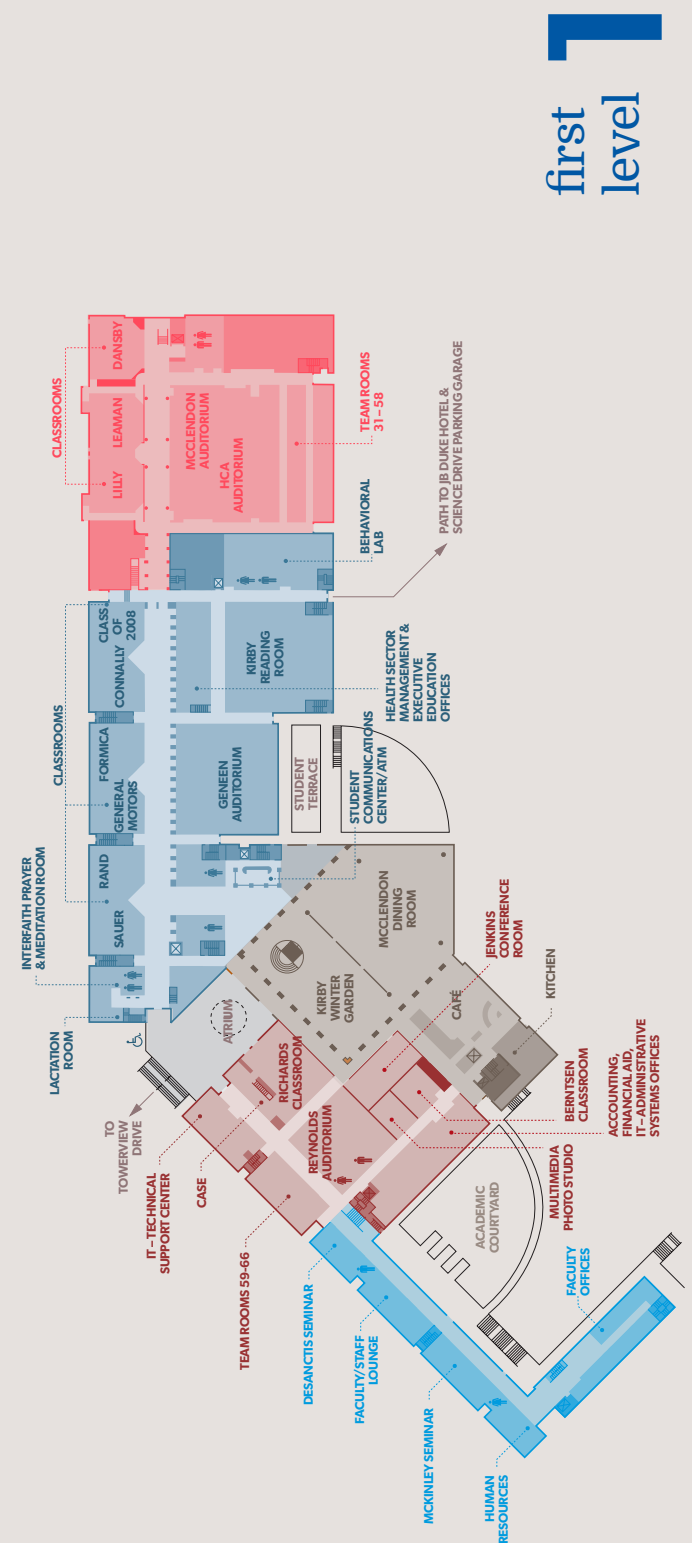 1
first
level
CLASSROOMS
DANSBY
LEAMAN
LILLY
MCCLENDON
AUDITORIUM
HCA
AUDITORIUM
TEAM ROOMS
31–58
BEHAVIORAL
LAB
PATH TO JB DUKE HOTEL &
SCIENCE DRIVE PARKING GARAGE
CLASSROOMS
CLASS
OF
2008
CONNALLY
FORMICA
GENERAL
MOTORS
RAND
SAUER
KIRBY
READING
ROOM
HEALTH SECTOR
MANAGEMENT &
EXECUTIVE
EDUCATION
OFFICES
GENEEN
AUDITORIUM
STUDENT
TERRACE
STUDENT
COMMUNICATIONS
CENTER/ATM
INTERFAITH PRAYER
& MEDITATION ROOM
LACTATION
ROOM
ATRIUM
TO
TOWERVIEW
DRIVE
MCCLENDON
DINING
ROOM
KIRBY
WINTER
GARDEN
CAFÉ
KITCHEN
JENKINS
CONFERENCE
ROOM
RICHARDS
CLASSROOM
REYNOLDS
AUDITORIUM
IT–TECHNICAL
SUPPORT CENTER
CASE
TEAM ROOMS 59-66
BERNTSEN
CLASSROOM
ACCOUNTING,
FINANCIAL AID,
IT–ADMINISTRATIVE
SYSTEMS OFFICES
MULTIMEDIA
PHOTO STUDIO
ACADEMIC
COURTYARD
DESANCTIS SEMINAR
FACULTY/STAFF
LOUNGE
MCKINLEY SEMINAR
HUMAN
RESOURCES
FACULTY
OFFICES